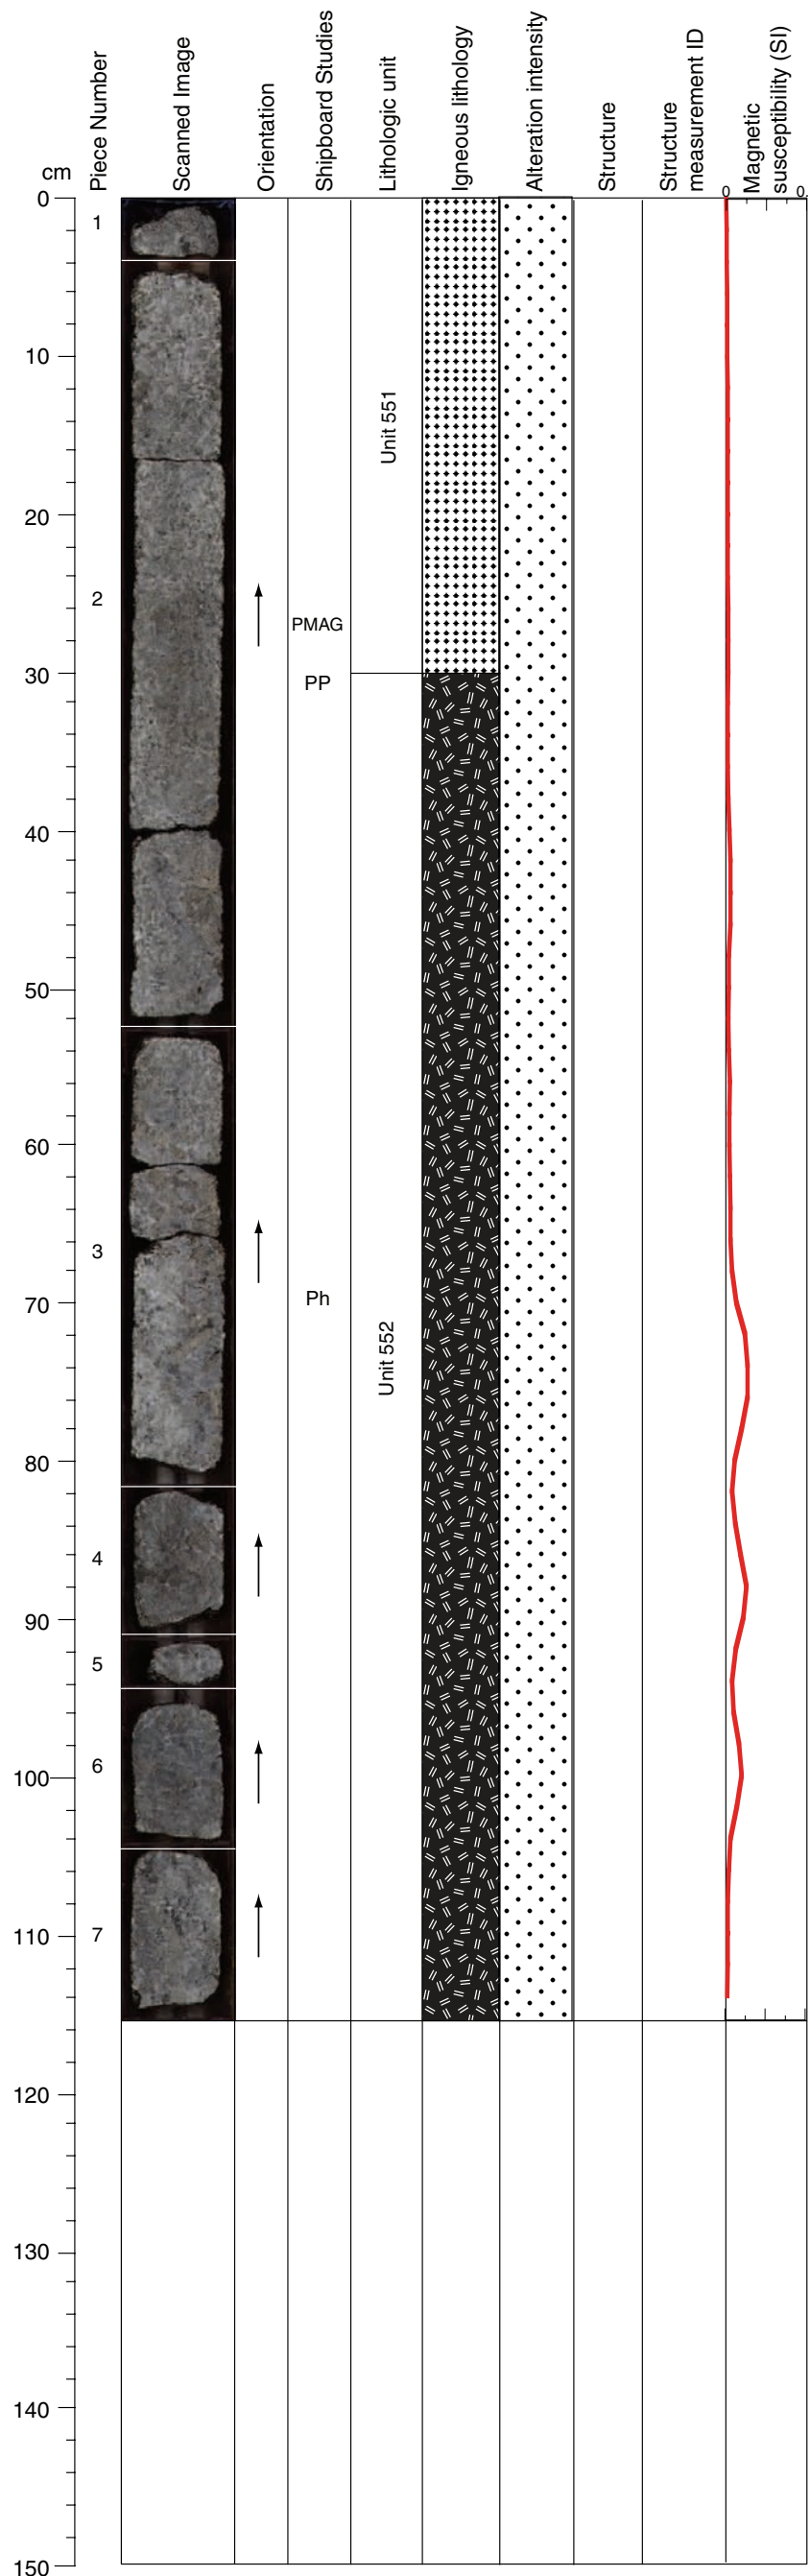 cm
Piece Number
Scanned Image
Orientation
Shipboard Studies
Lithologic unit
Igneous lithology
Alteration intensity
Structure
Structure
measurement ID
Magnetic
susceptibility (SI)
0 0.
0
1
10
Unit 551
20
2
PMAG
30
PP
40
50
60
3
70
Ph
Unit 552
80
4
90
5
6
100
7
110
120
130
140
150